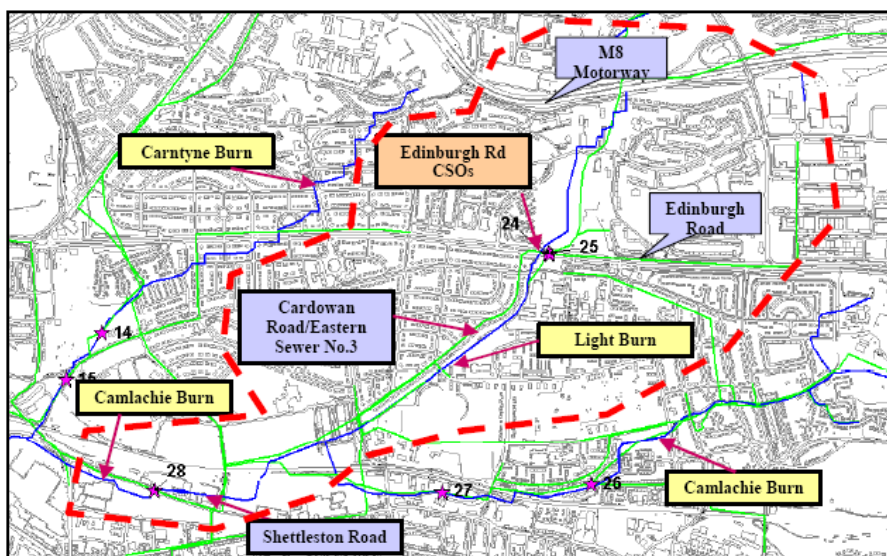 M8
Motorway
Carntyne Burn
Edinburgh Rd
CSOs
24
25
Edinburgh
Road
Cardowan
Road/Eastern
Sewer No.3
14
Light Burn
15
Camlachie Burn
28
27
26
Camlachie Burn
Shettleston Road